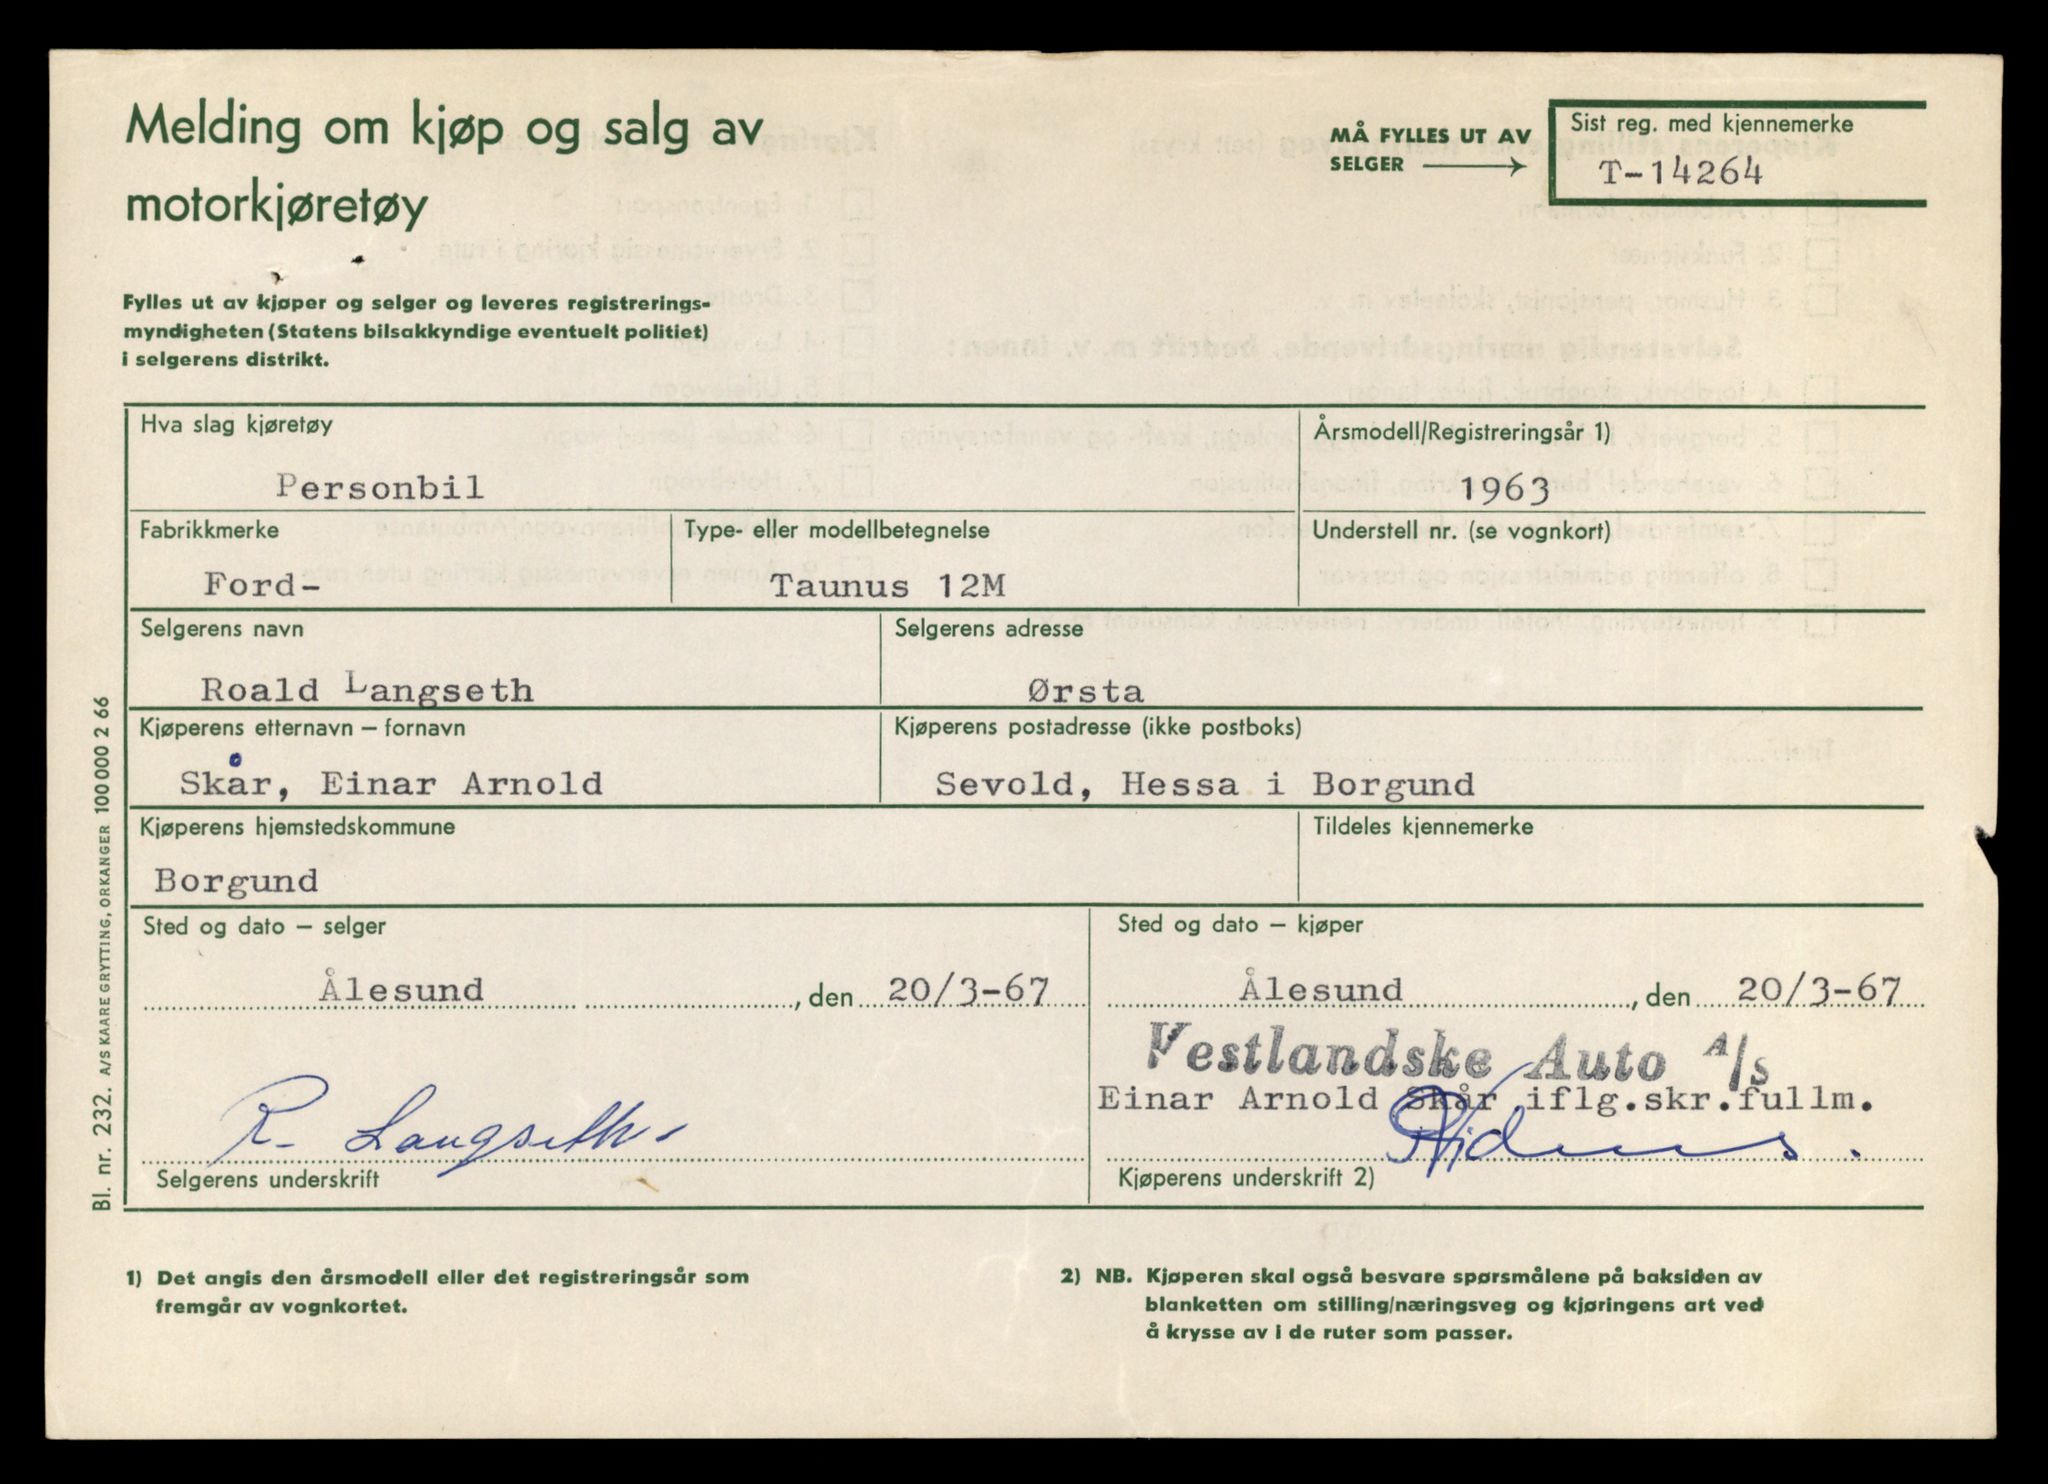 Melding om kjøp og salg av
motorkjøretøy
MÅ FYLLES UT AV
SELGER
Sist reg. med kjennemerke
T-14264
Fylles ut av kjøper og selger og leveres registrerings-
myndigheten (Statens bilsakkyndige eventuelt politiet)
i selgerens distrikt.
Hva slag kjøretøy
Personbil
Årsmodell/Registreringsår 1)
1963
Fabrikkmerke
Ford-
Type- eller modellbetegnelse
Taunus 12M
Understell nr. (se vognkort)
Selgerens navn
Roald Langseth
Selgerens adresse
Ørsta
Kjøperens etternavn – fornavn
Skår, Einar Arnold
Kjøperens postadresse (ikke postboks)
Sevold, Hessa i Borgund
Kjøperens hjemstedskommune
Borgund
Tildeles kjennemerke
Sted og dato – selger
Ålesund , den 20/3-67
R. Langseth
Selgerens underskrift
Sted og dato – kjøper
Ålesund , den 20/3-67
Vestlandske Auto A/S
Einar Arnold Skår iflg.skr.fullm.
Kjøperens underskrift 2)
1) Det angis den årsmodell eller det registreringsår som
fremgår av vognkortet.
2) NB. Kjøperen skal også besvare spørsmålene på baksiden av
blanketten om stilling/næringsveg og kjøringens art ved
å krysse av i de ruter som passer.
Bl. nr. 232. A/S KAARE GRYTTING, ORKANGER 100 000 2 66